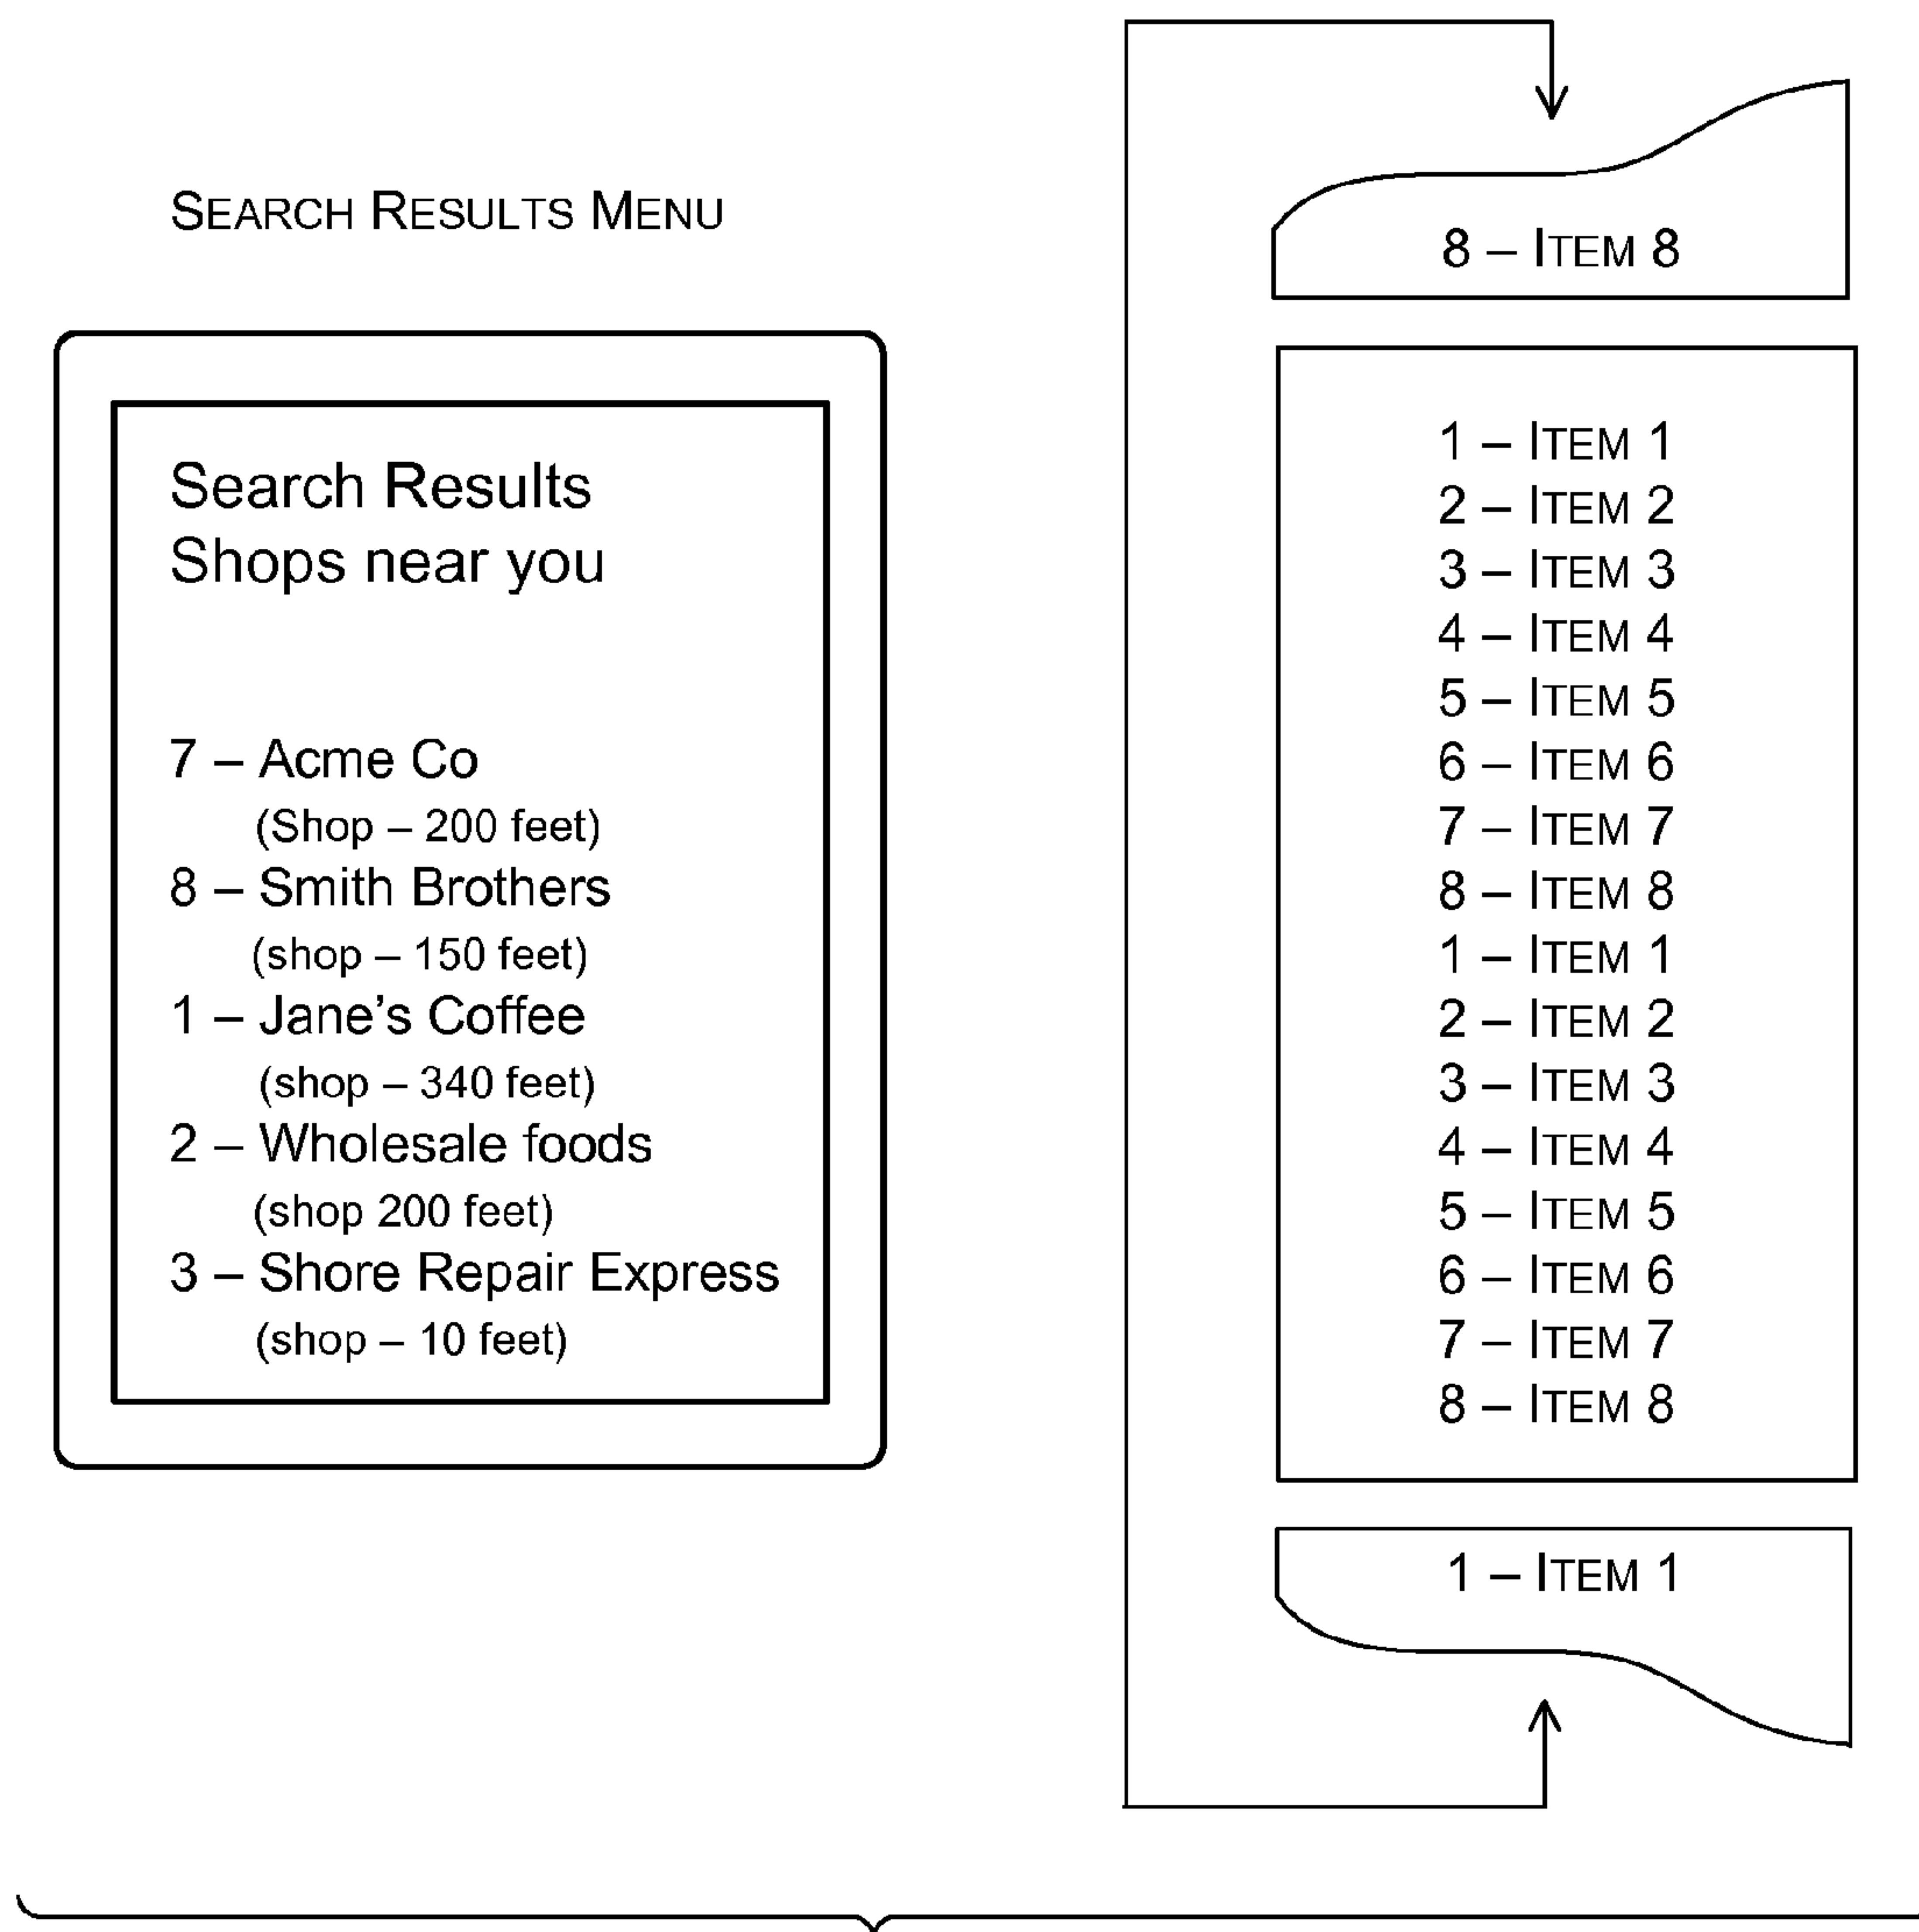 SEARCH RESULTS MENU
Search Results
Shops near you
7 – Acme Co
(Shop – 200 feet)
8 – Smith Brothers
(shop – 150 feet)
1 – Jane's Coffee
(shop – 340 feet)
2 – Wholesale foods
(shop 200 feet)
3 – Shore Repair Express
(shop – 10 feet)
8 – ITEM 8
1 – ITEM 1
2 – ITEM 2
3 – ITEM 3
4 – ITEM 4
5 – ITEM 5
6 – ITEM 6
7 – ITEM 7
8 – ITEM 8
1 – ITEM 1
2 – ITEM 2
3 – ITEM 3
4 – ITEM 4
5 – ITEM 5
6 – ITEM 6
7 – ITEM 7
8 – ITEM 8
1 – ITEM 1